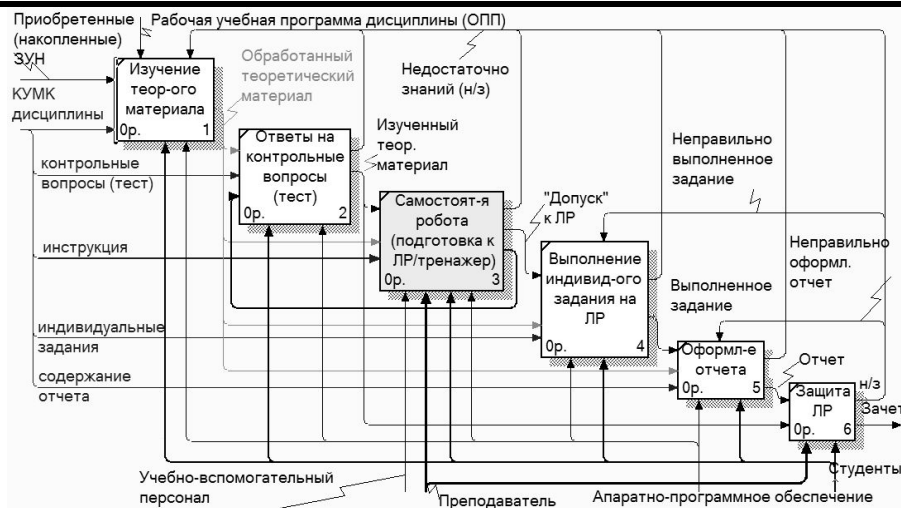 Приобретенные
(накопленные)
ЗУН
Рабочая учебная программа дисциплины (ОПП)
КУМК
дисциплины
Изучение
теор-ого
материала
0р. 1
Обработанный
теоретический
материал
Недостаточно
знаний (н/з)
контрольные
вопросы (тест)
Ответы на
контрольные
вопросы
(тест)
0р. 2
Изученный
теор.
материал
Неправильно
выполненное
задание
инструкция
Самостоят-я
робота
(подготовка к
ЛР/тренажер)
0р. 3
"Допуск"
к ЛР
Неправильно
оформл.
отчет
Выполнение
индивид-ого
задания на
ЛР
0р. 4
Выполненное
задание
индивидуальные
задания
содержание
отчета
Оформл-е
отчета
0р. 5
Отчет
Защита
ЛР
0р. 6
н/з
Зачет
Учебно-вспомогательный
персонал
Преподаватель
Апаратно-программное обеспечение
Студенты